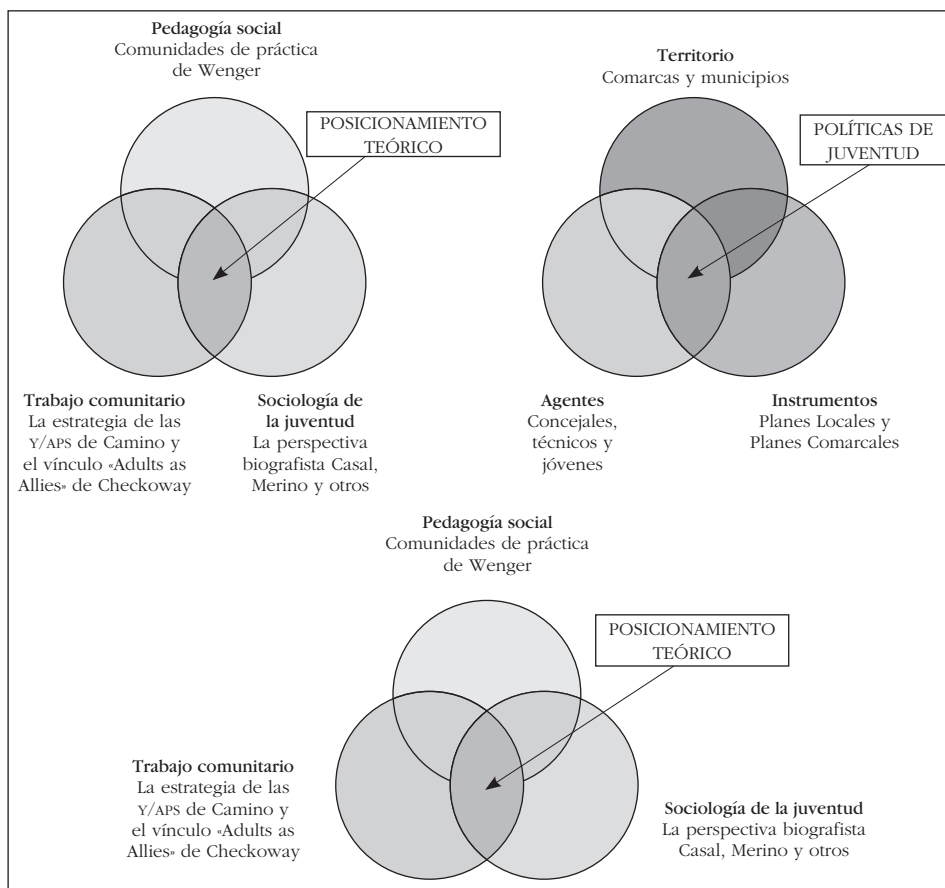 Pedagogía social
Comunidades de práctica
de Wenger
POSICIONAMIENTO
TEÓRICO
Trabajo comunitario
La estrategia de las
Y/APS de Camino y
el vínculo «Adults as
Allies» de Checkoway
Sociología de
la juventud
La perspectiva
biografista Casal,
Merino y otros
Territorio
Comarcas y municipios
POLÍTICAS DE
JUVENTUD
Agentes
Concejales,
técnicos y
jóvenes
Instrumentos
Planes Locales y
Planes Comarcales
Pedagogía social
Comunidades de práctica
de Wenger
POSICIONAMIENTO
TEÓRICO
Trabajo comunitario
La estrategia de las
Y/APS de Camino y
el vínculo «Adults as
Allies» de Checkoway
Sociología de la juventud
La perspectiva biografista
Casal, Merino y otros